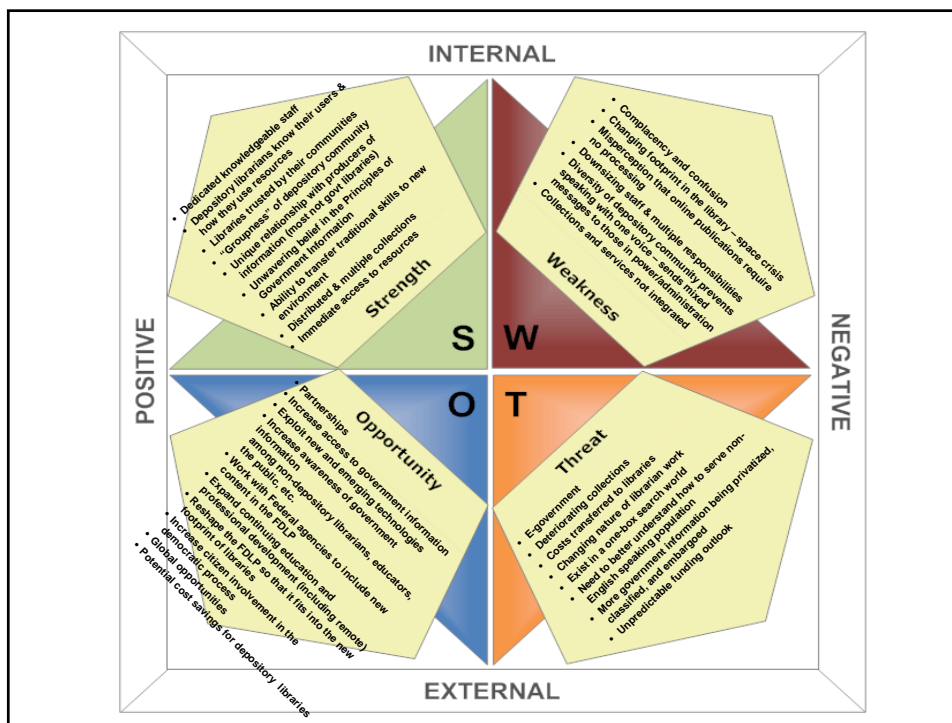 INTERNAL
• Dedicated knowledgeable staff
• Depository librarians know their users &
how they use resources
• Libraries trusted by their communities
• "Groupness" of depository community
• Unique relationship with producers of
information (most not govt libraries)
• Unwavering belief in the Principles of
Government Information
• Ability to transfer traditional skills to new
environment
• Distributed & multiple collections
• Immediate access to resources
Strength
S
• Complacency and confusion
• Changing footprint in the library – space crisis
• Misperception that online publications require
no processing
• Downsizing staff & multiple responsibilities
• Diversity of depository community prevents
speaking with one voice – sends mixed
messages to those in power/administration
• Collections and services not integrated
Weakness
W
POSITIVE
NEGATIVE
O
Opportunity
• Partnerships
• Increase access to government information
• Exploit new and emerging technologies
• Increase awareness of government
information
among non-depository librarians, educators,
the public, etc.
• Work with Federal agencies to include new
content in the FDLP
• Expand continuing education and
professional development (including remote)
• Reshape the FDLP so that it fits into the new
footprint of libraries
• Increase citizen involvement in the
democratic process
• Global opportunities
• Potential cost savings for depository libraries
T
Threat
• E-government
• Deteriorating collections
• Costs transferred to libraries
• Changing nature of librarian work
• Exist in a one-box search world
• Need to better understand how to serve non-
English speaking population
• More government information being privatized,
classified, and embargoed
• Unpredictable funding outlook
EXTERNAL